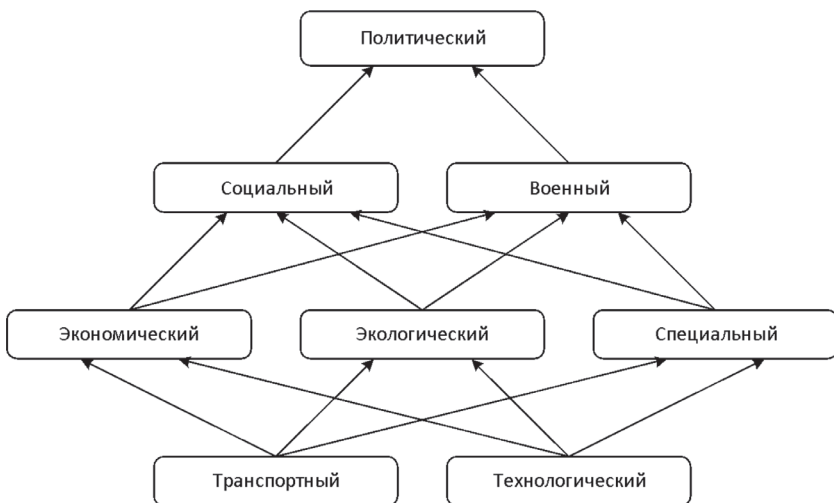 Политический
Социальный
Военный
Экономический
Экологический
Специальный
Транспортный
Технологический